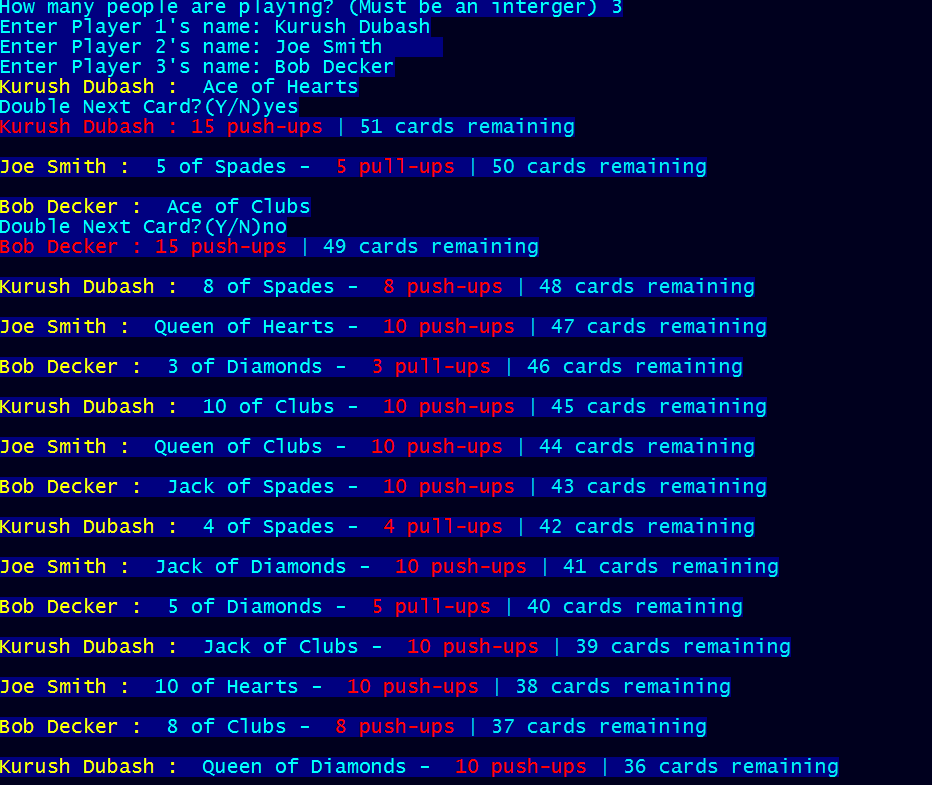 How many people are playing? (Must be an interger) 3
Enter Player 1's name: Kurush Dubash
Enter Player 2's name: Joe Smith
Enter Player 3's name: Bob Decker
Kurush Dubash :  Ace of Hearts
Double Next Card?(Y/N)yes
Kurush Dubash : 15 push-ups | 51 cards remaining
Joe Smith :  5 of Spades -  5 pull-ups | 50 cards remaining
Bob Decker :  Ace of Clubs
Double Next Card?(Y/N)no
Bob Decker : 15 push-ups | 49 cards remaining
Kurush Dubash :  8 of Spades -  8 push-ups | 48 cards remaining
Joe Smith :  Queen of Hearts -  10 push-ups | 47 cards remaining
Bob Decker :  3 of Diamonds -  3 pull-ups | 46 cards remaining
Kurush Dubash :  10 of Clubs -  10 push-ups | 45 cards remaining
Joe Smith :  Queen of Clubs -  10 push-ups | 44 cards remaining
Bob Decker :  Jack of Spades -  10 push-ups | 43 cards remaining
Kurush Dubash :  4 of Spades -  4 pull-ups | 42 cards remaining
Joe Smith :  Jack of Diamonds -  10 push-ups | 41 cards remaining
Bob Decker :  5 of Diamonds -  5 pull-ups | 40 cards remaining
Kurush Dubash :  Jack of Clubs -  10 push-ups | 39 cards remaining
Joe Smith :  10 of Hearts -  10 push-ups | 38 cards remaining
Bob Decker :  8 of Clubs -  8 push-ups | 37 cards remaining
Kurush Dubash :  Queen of Diamonds -  10 push-ups | 36 cards remaining